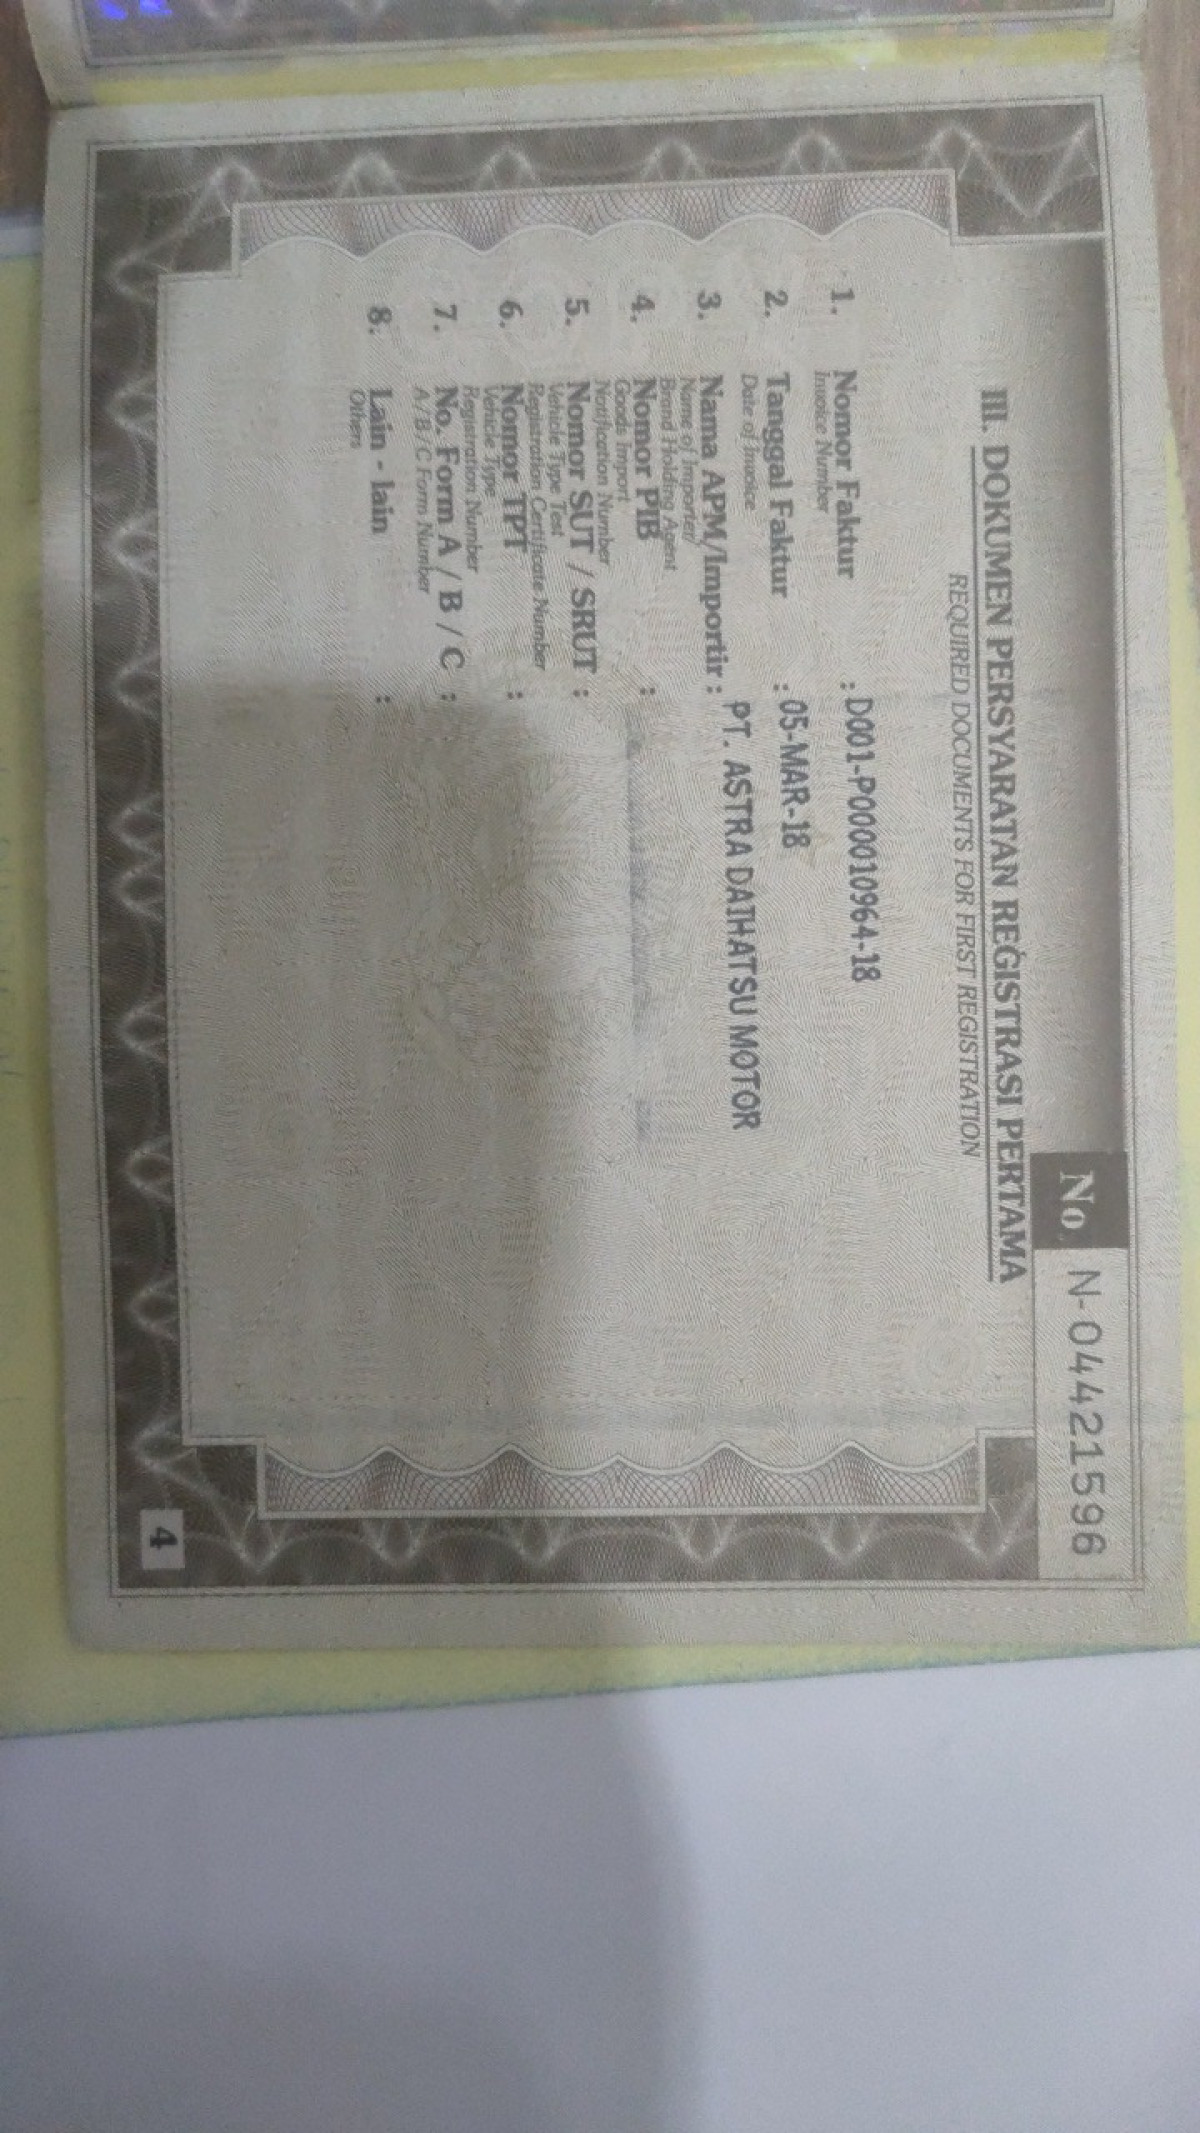 No N-04421596
III. DOKUMEN PERSYARATAN REGISTRASI PERTAMA
REQUIRED DOCUMENTS FOR FIRST REGISTRATION
1. Nomor Faktur : D001-P000010964-18
Invoice Number
2. Tanggal Faktur : 05-MAR-18
Date of Invoice
3. Nama APM/Importir : PT. ASTRA DAIHATSU MOTOR
Name of Importer/
Brand Holding Agent
4. Nomor PIB :
Goods Import
Notification Number
5. Nomor SUT / SRUT :
Vehicle Type Test
Registration Certificate Number
6. Nomor TPT :
Vehicle Type
Registration Number
7. No. Form A / B / C :
A / B / C Form Number
8. Lain - lain :
Others
4